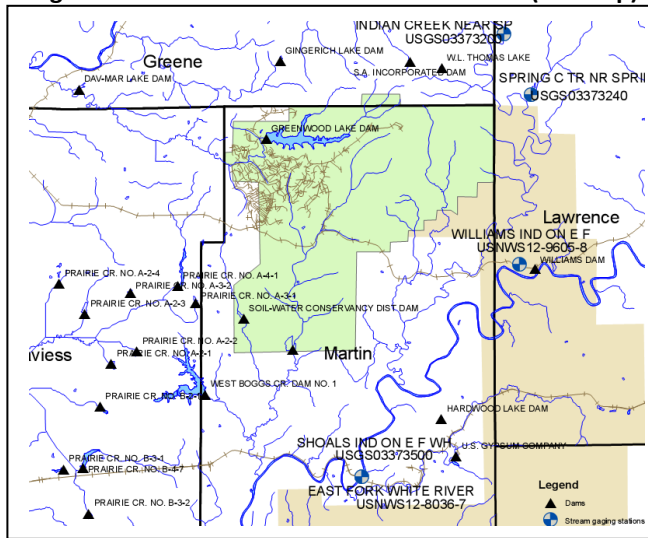 INDIAN CREEK NEAR SP
USGS03373200
GINGERICH LAKE DAM
Greene
W.L. THOMAS LAKE
S.A. INCORPORATED DAM
DAV-MAR LAKE DAM
SPRING C TR NR SPRI
USGS03373240
GREENWOOD LAKE DAM
Lawrence
WILLIAMS IND ON E F
USNWS12-9605-8
WILLIAMS DAM
PRAIRIE CR. NO. A-2-4
PRAIRIE CR. NO. A-4-1
PRAIRIE CR. NO. A-3-2
PRAIRIE CR. NO. A-3-1
PRAIRIE CR. NO. A-2-3
SOIL-WATER CONSERVANCY DIST. DAM
PRAIRIE CR. NO. A-2-2
PRAIRIE CR. NO. A-2-1
viess
Martin
WEST BOGGS CR. DAM NO. 1
HARDWOOD LAKE DAM
SHOALS IND ON E F WH
USGS03373500
U.S. GYPSUM COMPANY
PRAIRIE CR. NO. B-3-1
PRAIRIE CR. NO. B-4-7
EAST FORK WHITE RIVER
USNWS12-8036-7
PRAIRIE CR. NO. B-3-2
Legend
Dams
Stream gaging stations